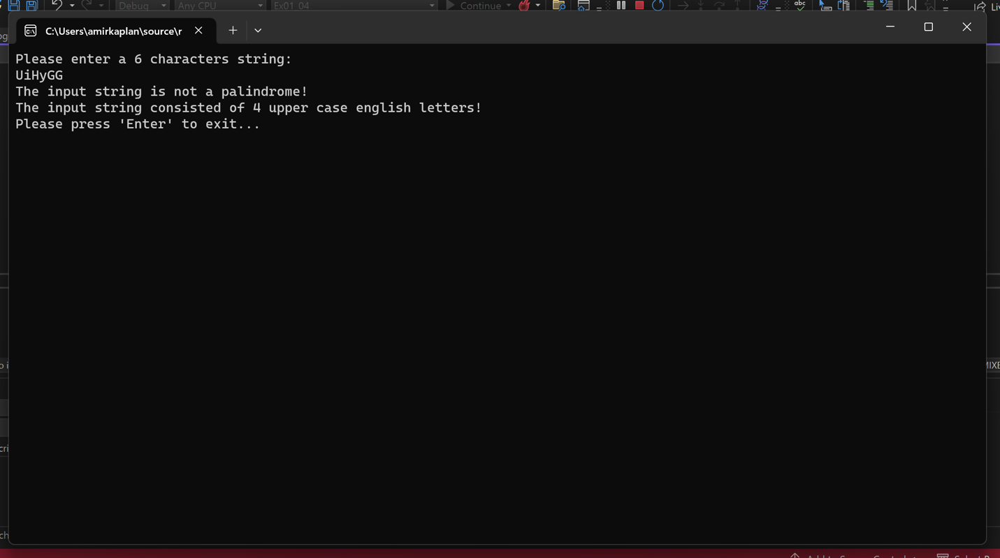 Debug Any CPU Ex01_04 Continue
C:\Users\amirkaplan\source\r
Please enter a 6 characters string:
UiHyGG
The input string is not a palindrome!
The input string consisted of 4 upper case english letters!
Please press 'Enter' to exit...